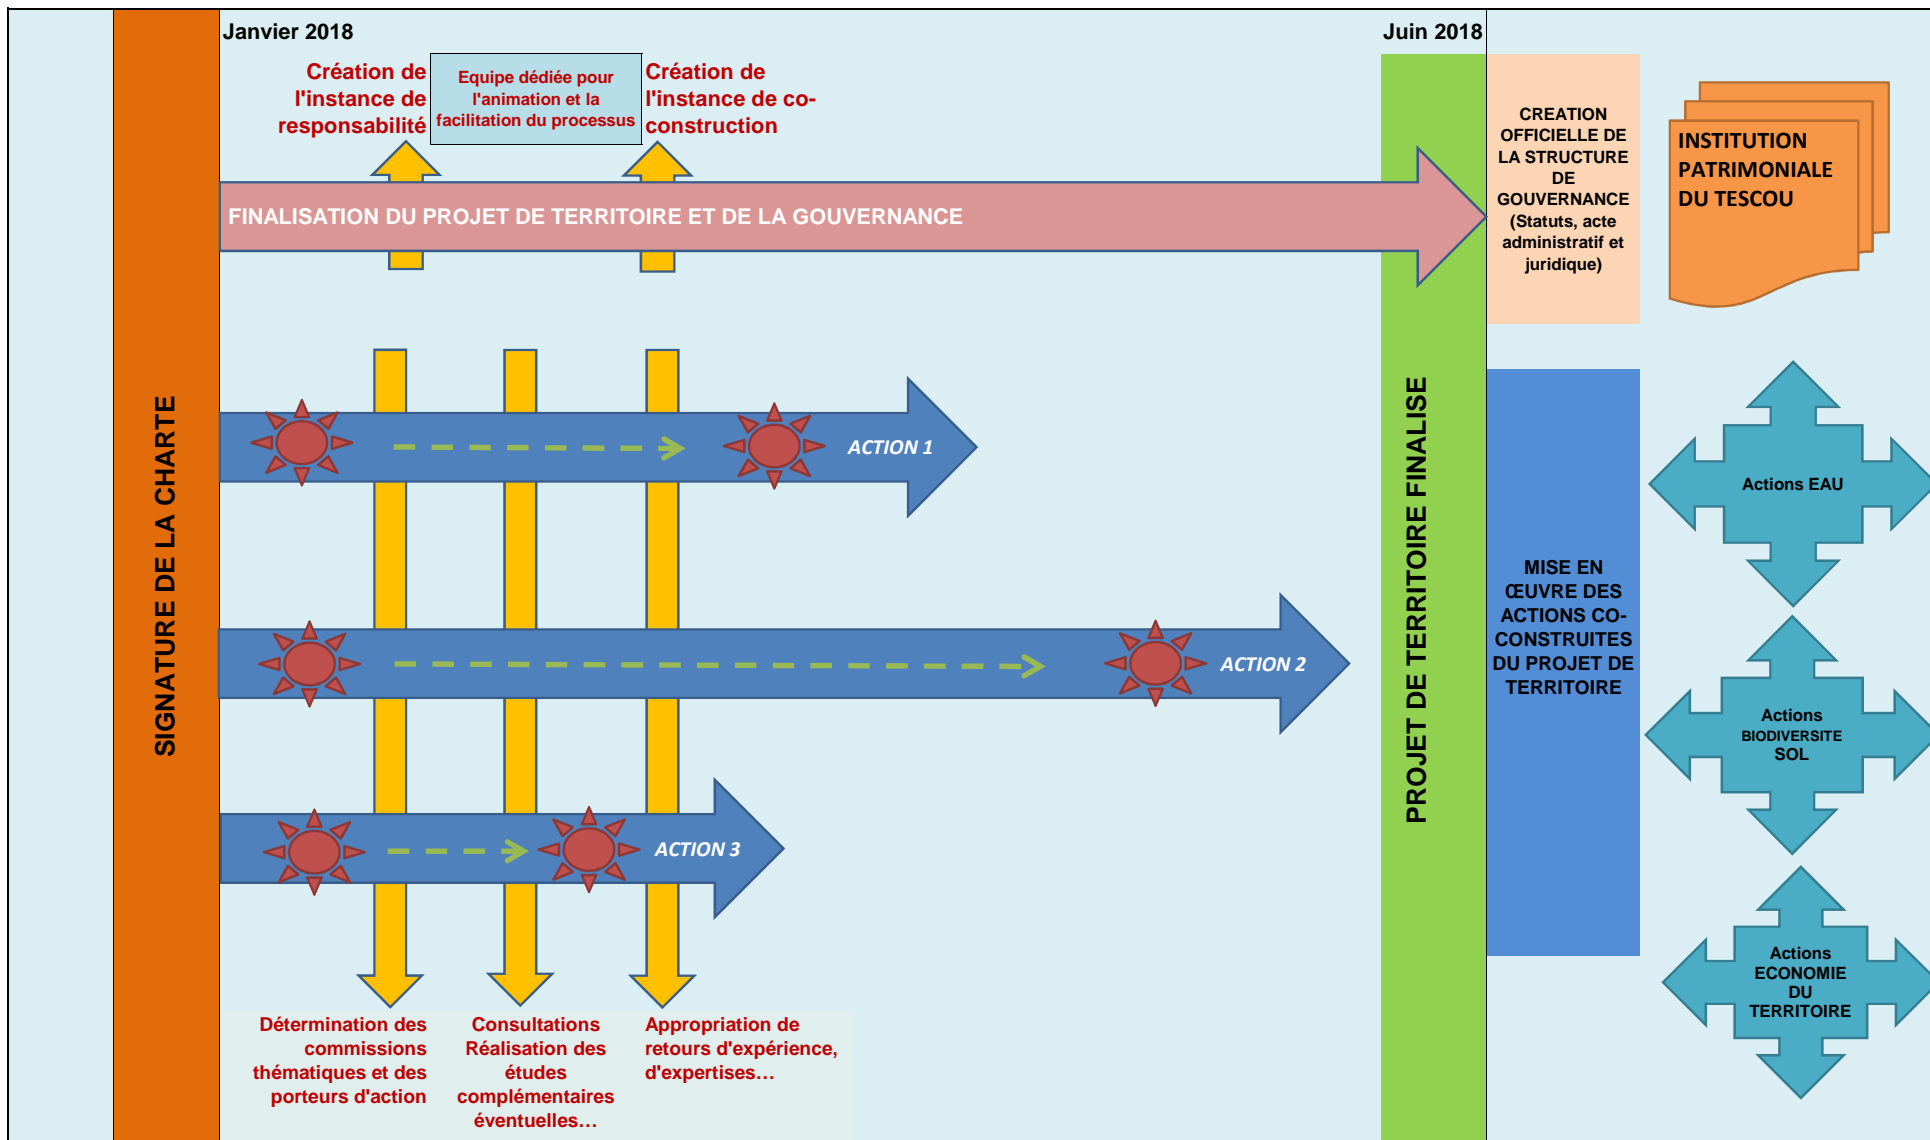 Janvier 2018
Juin 2018
Création de
l'instance de
responsabilité
Equipe dédiée pour
l'animation et la
facilitation du processus
Création de
l'instance de co-
construction
FINALISATION DU PROJET DE TERRITOIRE ET DE LA GOUVERNANCE
CREATION
OFFICIELLE DE
LA STRUCTURE
DE
GOUVERNANCE
(Statuts, acte
administratif et
juridique)
INSTITUTION
PATRIMONIALE
DU TESCOU
SIGNATURE DE LA CHARTE
ACTION 1
ACTION 2
ACTION 3
PROJET DE TERRITOIRE FINALISE
MISE EN
ŒUVRE DES
ACTIONS CO-
CONSTRUITES
DU PROJET DE
TERRITOIRE
Actions EAU
Actions
BIODIVERSITE
SOL
Actions
ECONOMIE
DU
TERRITOIRE
Détermination des
commissions
thématiques et des
porteurs d'action
Consultations
Réalisation des
études
complémentaires
éventuelles…
Appropriation de
retours d'expérience,
d'expertises…